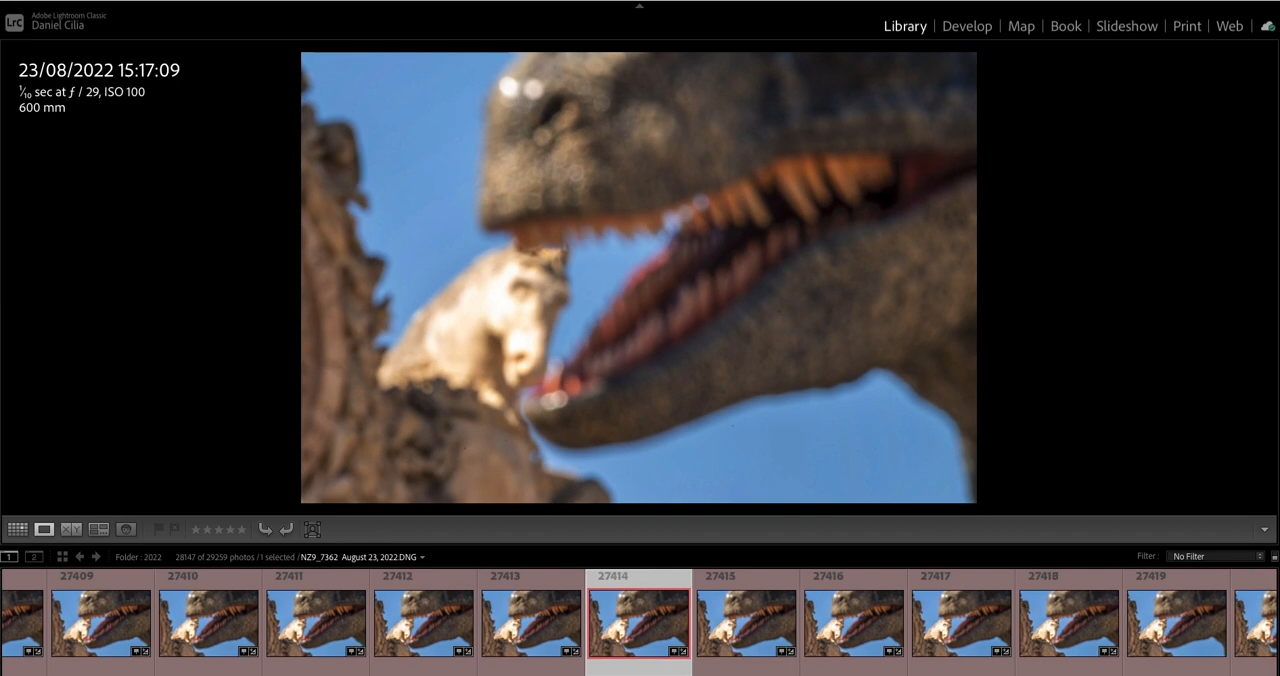 LrC
Adobe Lightroom Classic
Daniel Cilia
Library | Develop | Map | Book | Slideshow | Print | Web
23/08/2022 15:17:09
1/10 sec at ƒ / 29, ISO 100
600 mm
X Y
1 2 Folder : 2022 28147 of 29259 photos / 1 selected / NZ9_7362 August 23, 2022.DNG Filter : No Filter
27409 27410 27411 27412 27413 27414 27415 27416 27417 27418 27419